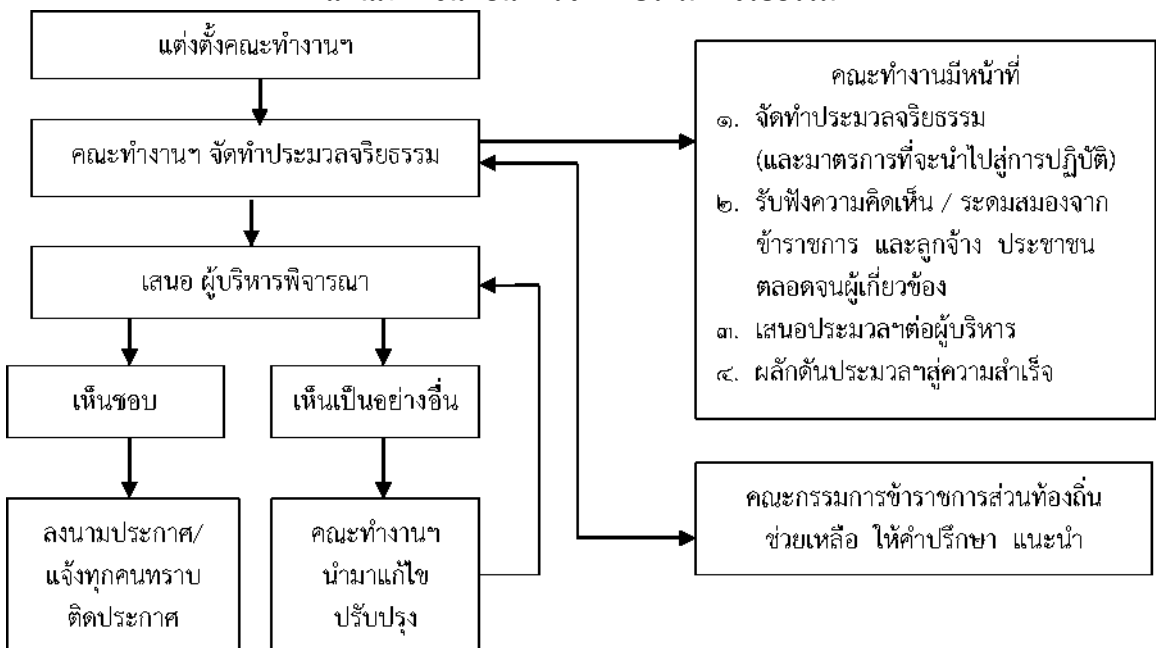 แต่งตั้งคณะทำงานฯ
คณะทำงานฯ จัดทำประมวลจริยธรรม
เสนอ ผู้บริหารพิจารณา
เห็นชอบ
เห็นเป็นอย่างอื่น
ลงนามประกาศ/
แจ้งทุกคนทราบ
ติดประกาศ
คณะทำงานฯ
นำมาแก้ไข
ปรับปรุง
คณะทำงานมีหน้าที่
๑. จัดทำประมวลจริยธรรม
(และมาตรการที่จะนำไปสู่การปฏิบัติ)
๒. รับฟังความคิดเห็น / ระดมสมองจาก
ข้าราชการ และลูกจ้าง ประชาชน
ตลอดจนผู้เกี่ยวข้อง
๓. เสนอประมวลฯต่อผู้บริหาร
๔. ผลักดันประมวลฯสู่ความสำเร็จ
คณะกรรมการข้าราชการส่วนท้องถิ่น
ช่วยเหลือ ให้คำปรึกษา แนะนำ